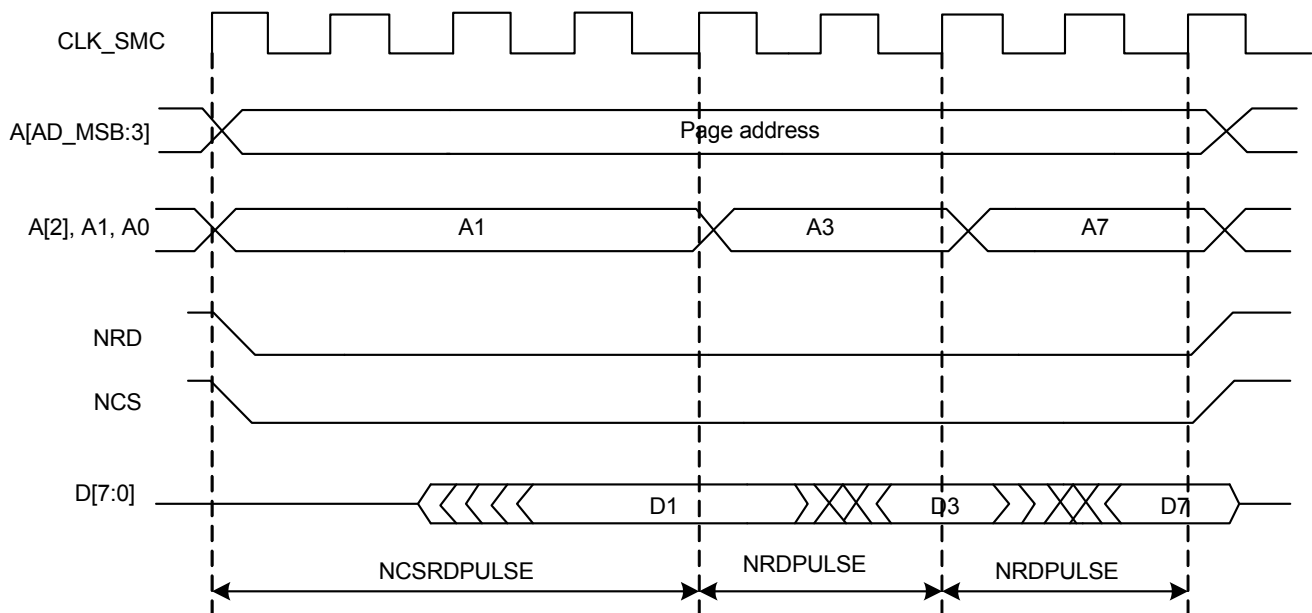 CLK_SMC
A[AD_MSB:3]
Page address
A[2], A1, A0
A1
A3
A7
NRD
NCS
D[7:0]
D1
D3
D7
NCSRDPULSE
NRDPULSE
NRDPULSE